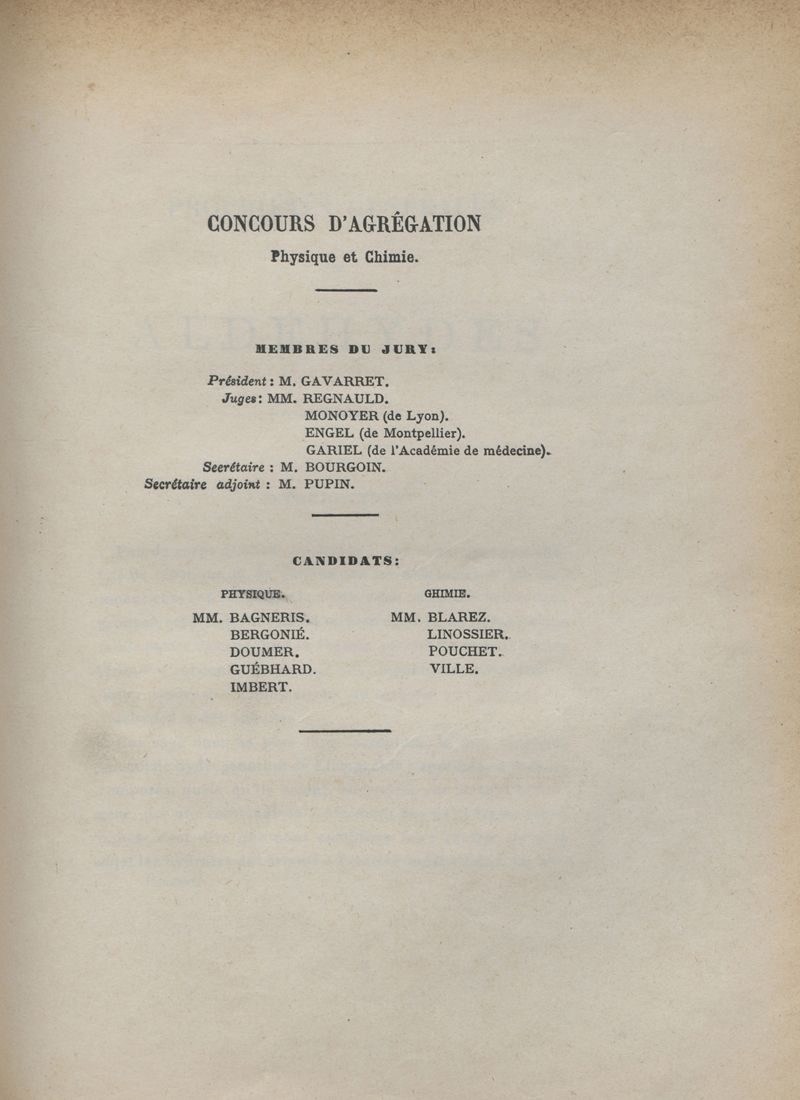 CONCOURS D'AGRÉGATION
Physique et Chimie.
MEMBRES DU JURY:
Président : M. GAVARRET.
Juges : MM. REGNAULD.
MONOYER (de Lyon).
ENGEL (de Montpellier).
GARIEL (de l'Académie de médecine).
Secrétaire : M. BOURGOIN.
Secrétaire adjoint : M. PUPIN.
CANDIDATS:
PHYSIQUE.
MM. BAGNERIS.
BERGONIÉ.
DOUMER.
GUÉBHARD.
IMBERT.
CHIMIE.
MM. BLAREZ.
LINOSSIER.
POUCHET.
VILLE.